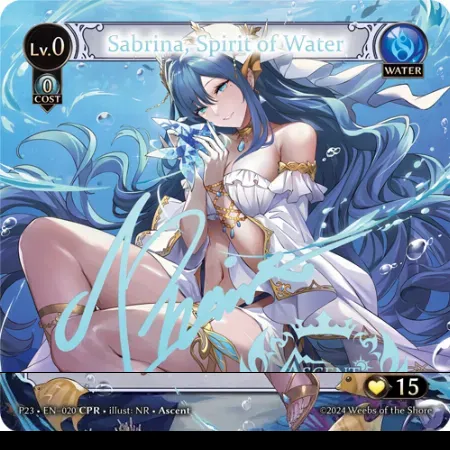 Lv.0
Sabrina, Spirit of Water
WATER
0
COST
ASCENT
15
P23 • EN-020 CPR • illust: NR • Ascent
©2024 Weebs of the Shore